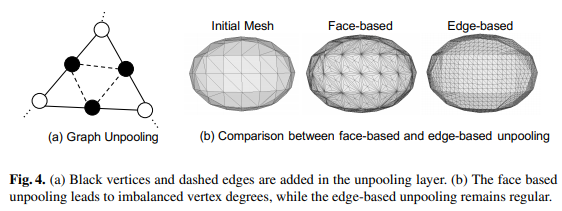 Initial Mesh Face-based Edge-based
(a) Graph Unpooling (b) Comparison between face-based and edge-based unpooling
Fig. 4. (a) Black vertices and dashed edges are added in the unpooling layer. (b) The face based
unpooling leads to imbalanced vertex degrees, while the edge-based unpooling remains regular.